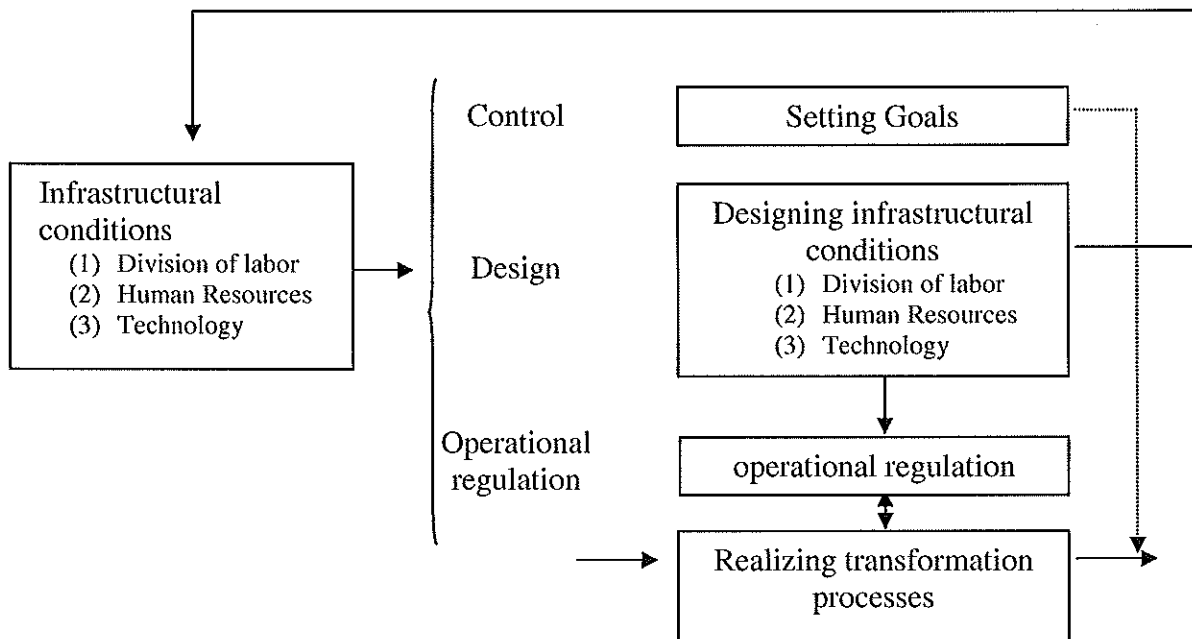 Control
Setting Goals
Infrastructural
conditions
(1) Division of labor
(2) Human Resources
(3) Technology
Design
Designing infrastructural
conditions
(1) Division of labor
(2) Human Resources
(3) Technology
Operational
regulation
operational regulation
Realizing transformation
processes